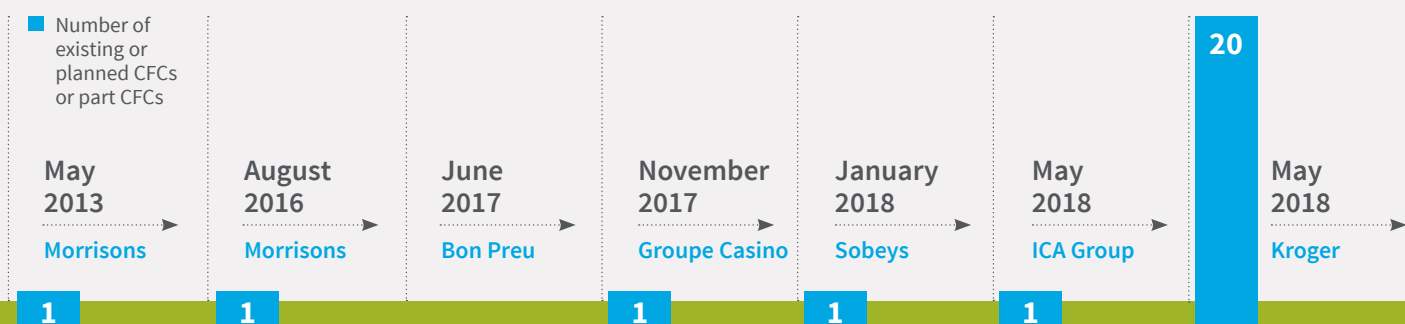 Number of
existing or
planned CFCs
or part CFCs
May
2013
Morrisons
1
August
2016
Morrisons
1
June
2017
Bon Preu
November
2017
Groupe Casino
1
January
2018
Sobeys
1
May
2018
ICA Group
1
20
May
2018
Kroger